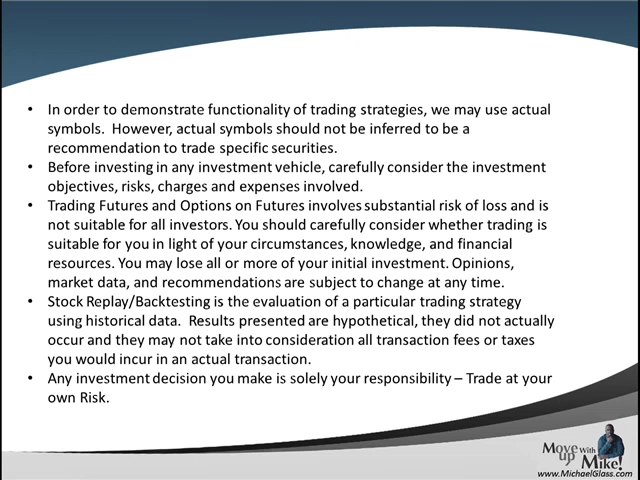 • In order to demonstrate functionality of trading strategies, we may use actual
symbols.  However, actual symbols should not be inferred to be a
recommendation to trade specific securities.
• Before investing in any investment vehicle, carefully consider the investment
objectives, risks, charges and expenses involved.
• Trading Futures and Options on Futures involves substantial risk of loss and is
not suitable for all investors. You should carefully consider whether trading is
suitable for you in light of your circumstances, knowledge, and financial
resources. You may lose all or more of your initial investment. Opinions,
market data, and recommendations are subject to change at any time.
• Stock Replay/Backtesting is the evaluation of a particular trading strategy
using historical data.  Results presented are hypothetical, they did not actually
occur and they may not take into consideration all transaction fees or taxes
you would incur in an actual transaction.
• Any investment decision you make is solely your responsibility – Trade at your
own Risk.
Move up With Mike!
www.MichaelGlass.com